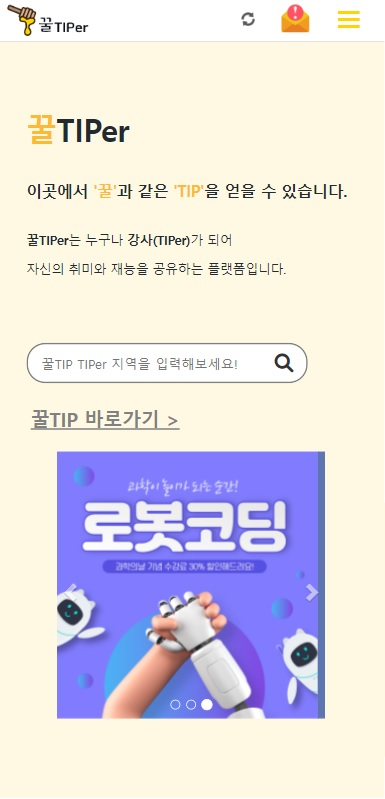 꿀TIPer
!
꿀TIPer
이곳에서 '꿀'과 같은 'TIP'을 얻을 수 있습니다.
꿀TIPer는 누구나 강사(TIPer)가 되어
자신의 취미와 재능을 공유하는 플랫폼입니다.
꿀TIP TIPer 지역을 입력해보세요!
꿀TIP 바로가기 >
과학이 놀이가 되는 순간!
로봇코딩
과학의날 기념 수강료 30% 할인해드려요!